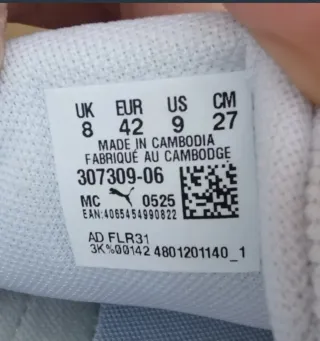 UK EUR US CM
8 42 9 27
MADE IN CAMBODIA
FABRIQUÉ AU CAMBODGE
307309-06
MC 0525
EAN:4065454990822
AD FLR31
3K%00142 4801201140_1